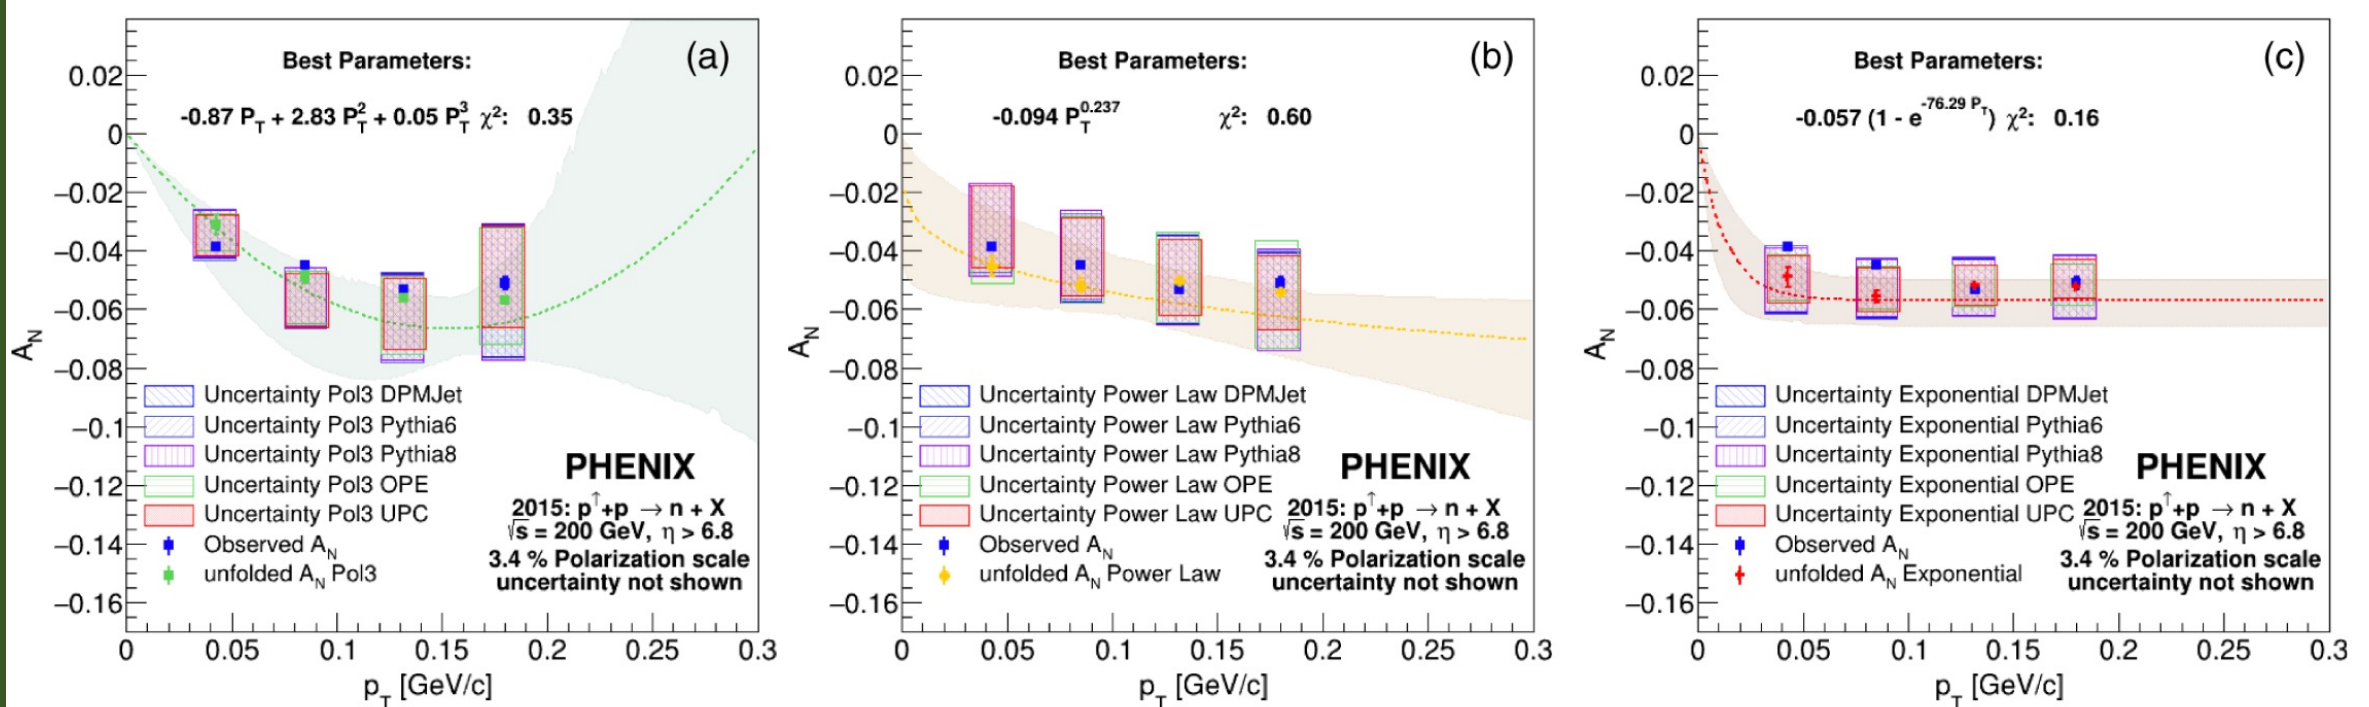 (a)
Best Parameters:
-0.87 P_T + 2.83 P_T^2 + 0.05 P_T^3 χ²: 0.35
0.02
0
−0.02
−0.04
−0.06
−0.08
−0.1
−0.12
−0.14
−0.16
A_N
Uncertainty Pol3 DPMJet
Uncertainty Pol3 Pythia6
Uncertainty Pol3 Pythia8
Uncertainty Pol3 OPE
Uncertainty Pol3 UPC
Observed A_N
unfolded A_N Pol3
PHENIX
2015: p↑+p → n + X
√s = 200 GeV, η > 6.8
3.4 % Polarization scale
uncertainty not shown
0 0.05 0.1 0.15 0.2 0.25 0.3
p_T [GeV/c]
(b)
Best Parameters:
-0.094 P_T^0.237 χ²: 0.60
0.02
0
−0.02
−0.04
−0.06
−0.08
−0.1
−0.12
−0.14
−0.16
A_N
Uncertainty Power Law DPMJet
Uncertainty Power Law Pythia6
Uncertainty Power Law Pythia8
Uncertainty Power Law OPE
Uncertainty Power Law UPC
Observed A_N
unfolded A_N Power Law
PHENIX
2015: p↑+p → n + X
√s = 200 GeV, η > 6.8
3.4 % Polarization scale
uncertainty not shown
0 0.05 0.1 0.15 0.2 0.25 0.3
p_T [GeV/c]
(c)
Best Parameters:
-0.057 (1 - e^-76.29 P_T) χ²: 0.16
0.02
0
−0.02
−0.04
−0.06
−0.08
−0.1
−0.12
−0.14
−0.16
A_N
Uncertainty Exponential DPMJet
Uncertainty Exponential Pythia6
Uncertainty Exponential Pythia8
Uncertainty Exponential OPE
Uncertainty Exponential UPC
Observed A_N
unfolded A_N Exponential
PHENIX
2015: p↑+p → n + X
√s = 200 GeV, η > 6.8
3.4 % Polarization scale
uncertainty not shown
0 0.05 0.1 0.15 0.2 0.25 0.3
p_T [GeV/c]